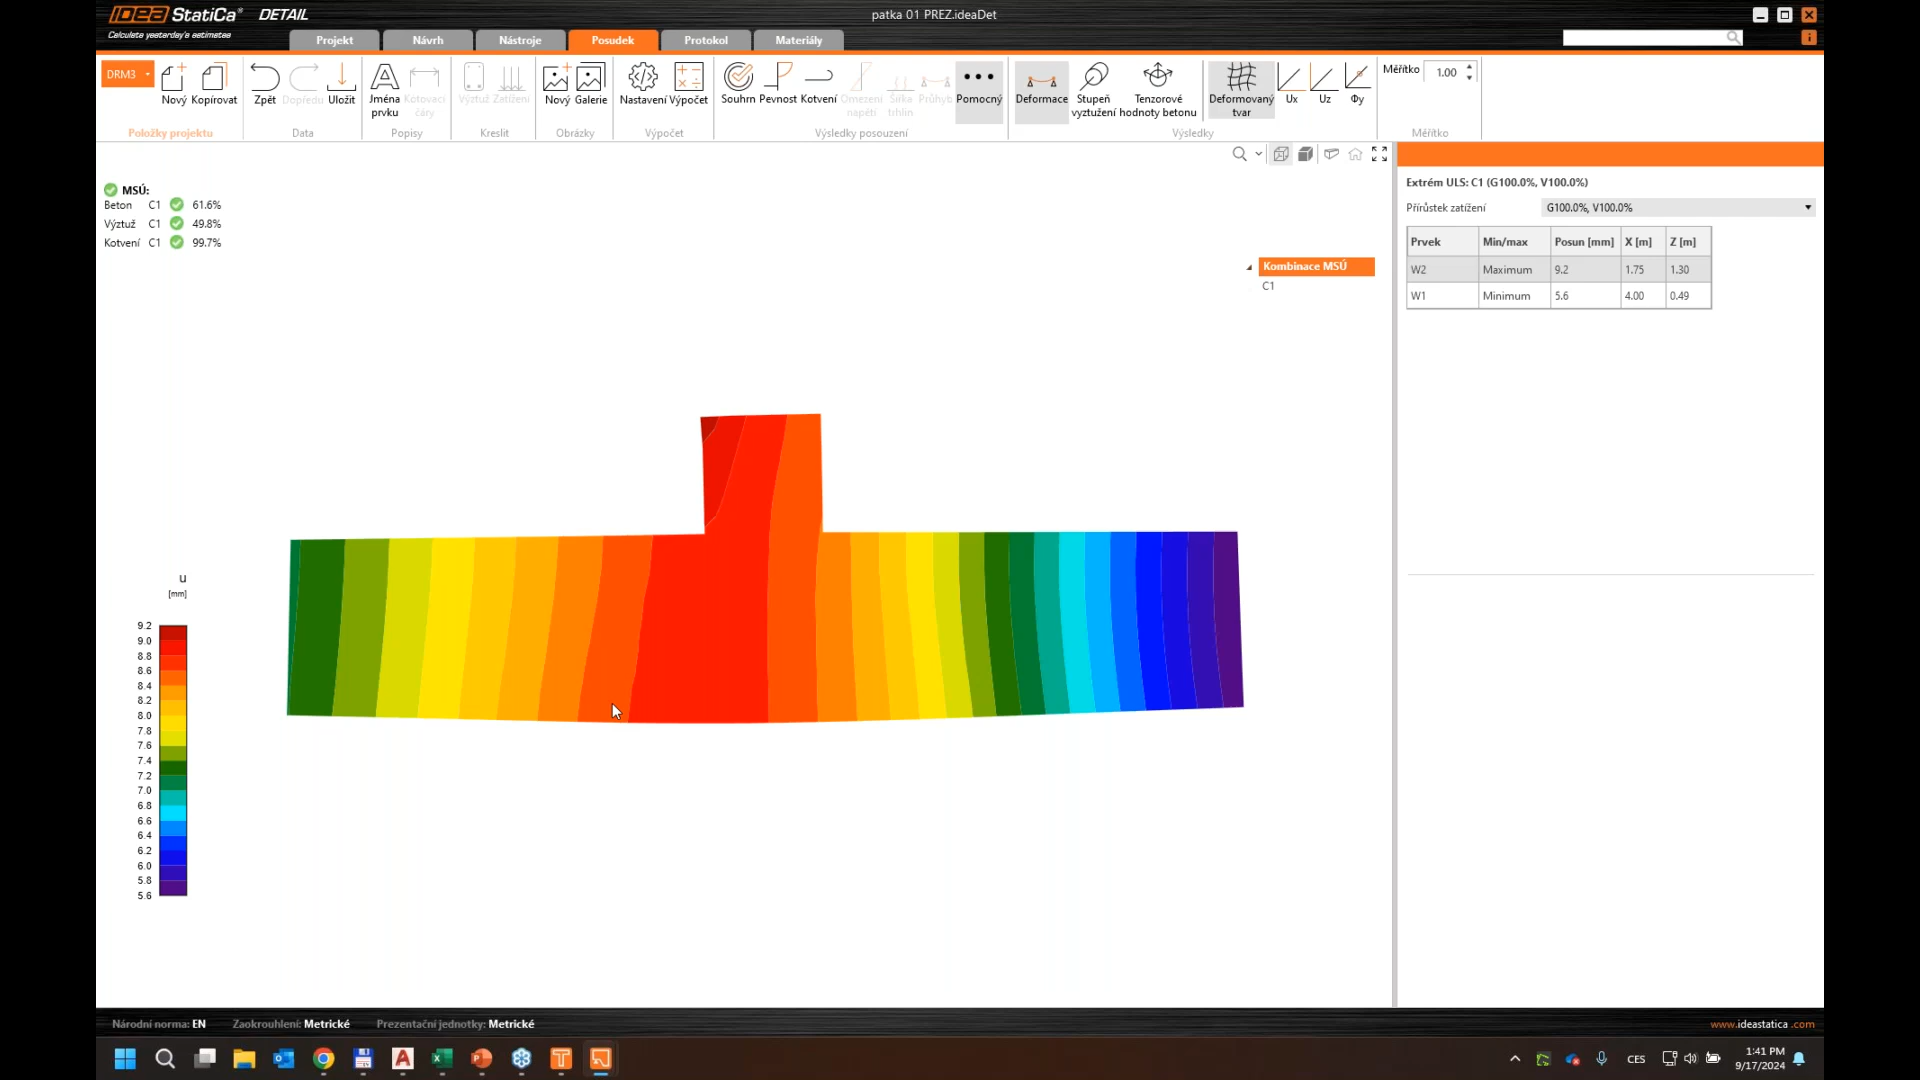 IDEA StatiCa® DETAIL
Calculate yesterday's estimates
patka 01 PREZ.ideaDet
Projekt Návrh Nástroje Posudek Protokol Materiály
DRM3 Nový Kopírovat
Položky projektu
Zpět Dopředu Uložit
Data
Jména prvku Kotovací čáry
Popisy
Výztuž Zatížení
Kreslit
Nový Galerie
Obrázky
Nastavení Výpočet
Výpočet
Souhrn Pevnost Kotvení Omezení napětí Šířka trhlin Průhyb Pomocný
Výsledky posouzení
Deformace Stupeň vyztužení Tenzorové hodnoty betonu Deformovaný tvar Ux Uz Φy
Výsledky
Měřítko 1.00
Měřítko
MSÚ:
Beton C1 61.6%
Výztuž C1 49.8%
Kotvení C1 99.7%
Kombinace MSÚ
C1
u
[mm]
9.2
9.0
8.8
8.6
8.4
8.2
8.0
7.8
7.6
7.4
7.2
7.0
6.8
6.6
6.4
6.2
6.0
5.8
5.6
Extrém ULS: C1 (G100.0%, V100.0%)
Přírůstek zatížení G100.0%, V100.0%
Prvek Min/max Posun [mm] X [m] Z [m]
W2 Maximum 9.2 1.75 1.30
W1 Minimum 5.6 4.00 0.49
Národní norma: EN Zaokrouhlení: Metrické Prezentační jednotky: Metrické
www.ideastatica.com
CES
1:41 PM
9/17/2024